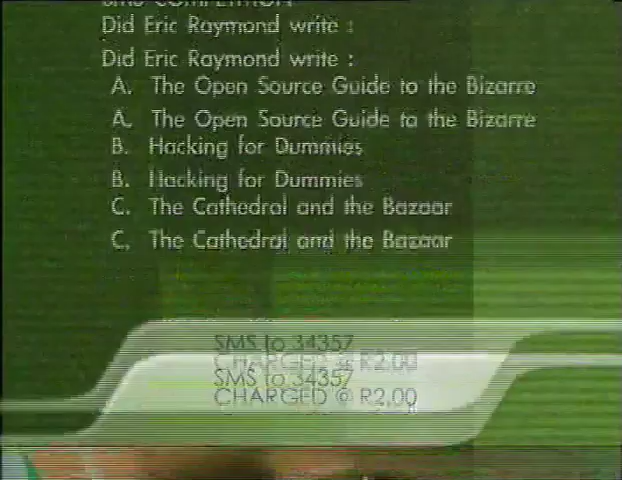 SMS COMPETITION
Did Eric Raymond write :
Did Eric Raymond write :
A. The Open Source Guide to the Bizarre
A. The Open Source Guide to the Bizarre
B. Hacking for Dummies
B. Hacking for Dummies
C. The Cathedral and the Bazaar
C. The Cathedral and the Bazaar
SMS to 34357
CHARGED @ R2.00
SMS to 34357
CHARGED @ R2.00